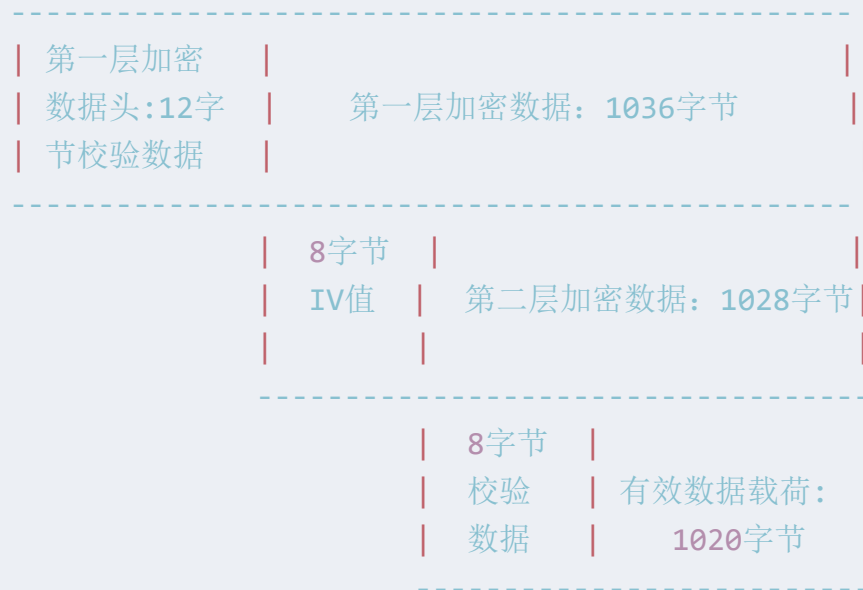 第一层加密
数据头:12字 第一层加密数据：1036字节
节校验数据
8字节
IV值 第二层加密数据：1028字节
8字节
校验 有效数据载荷:
数据 1020字节